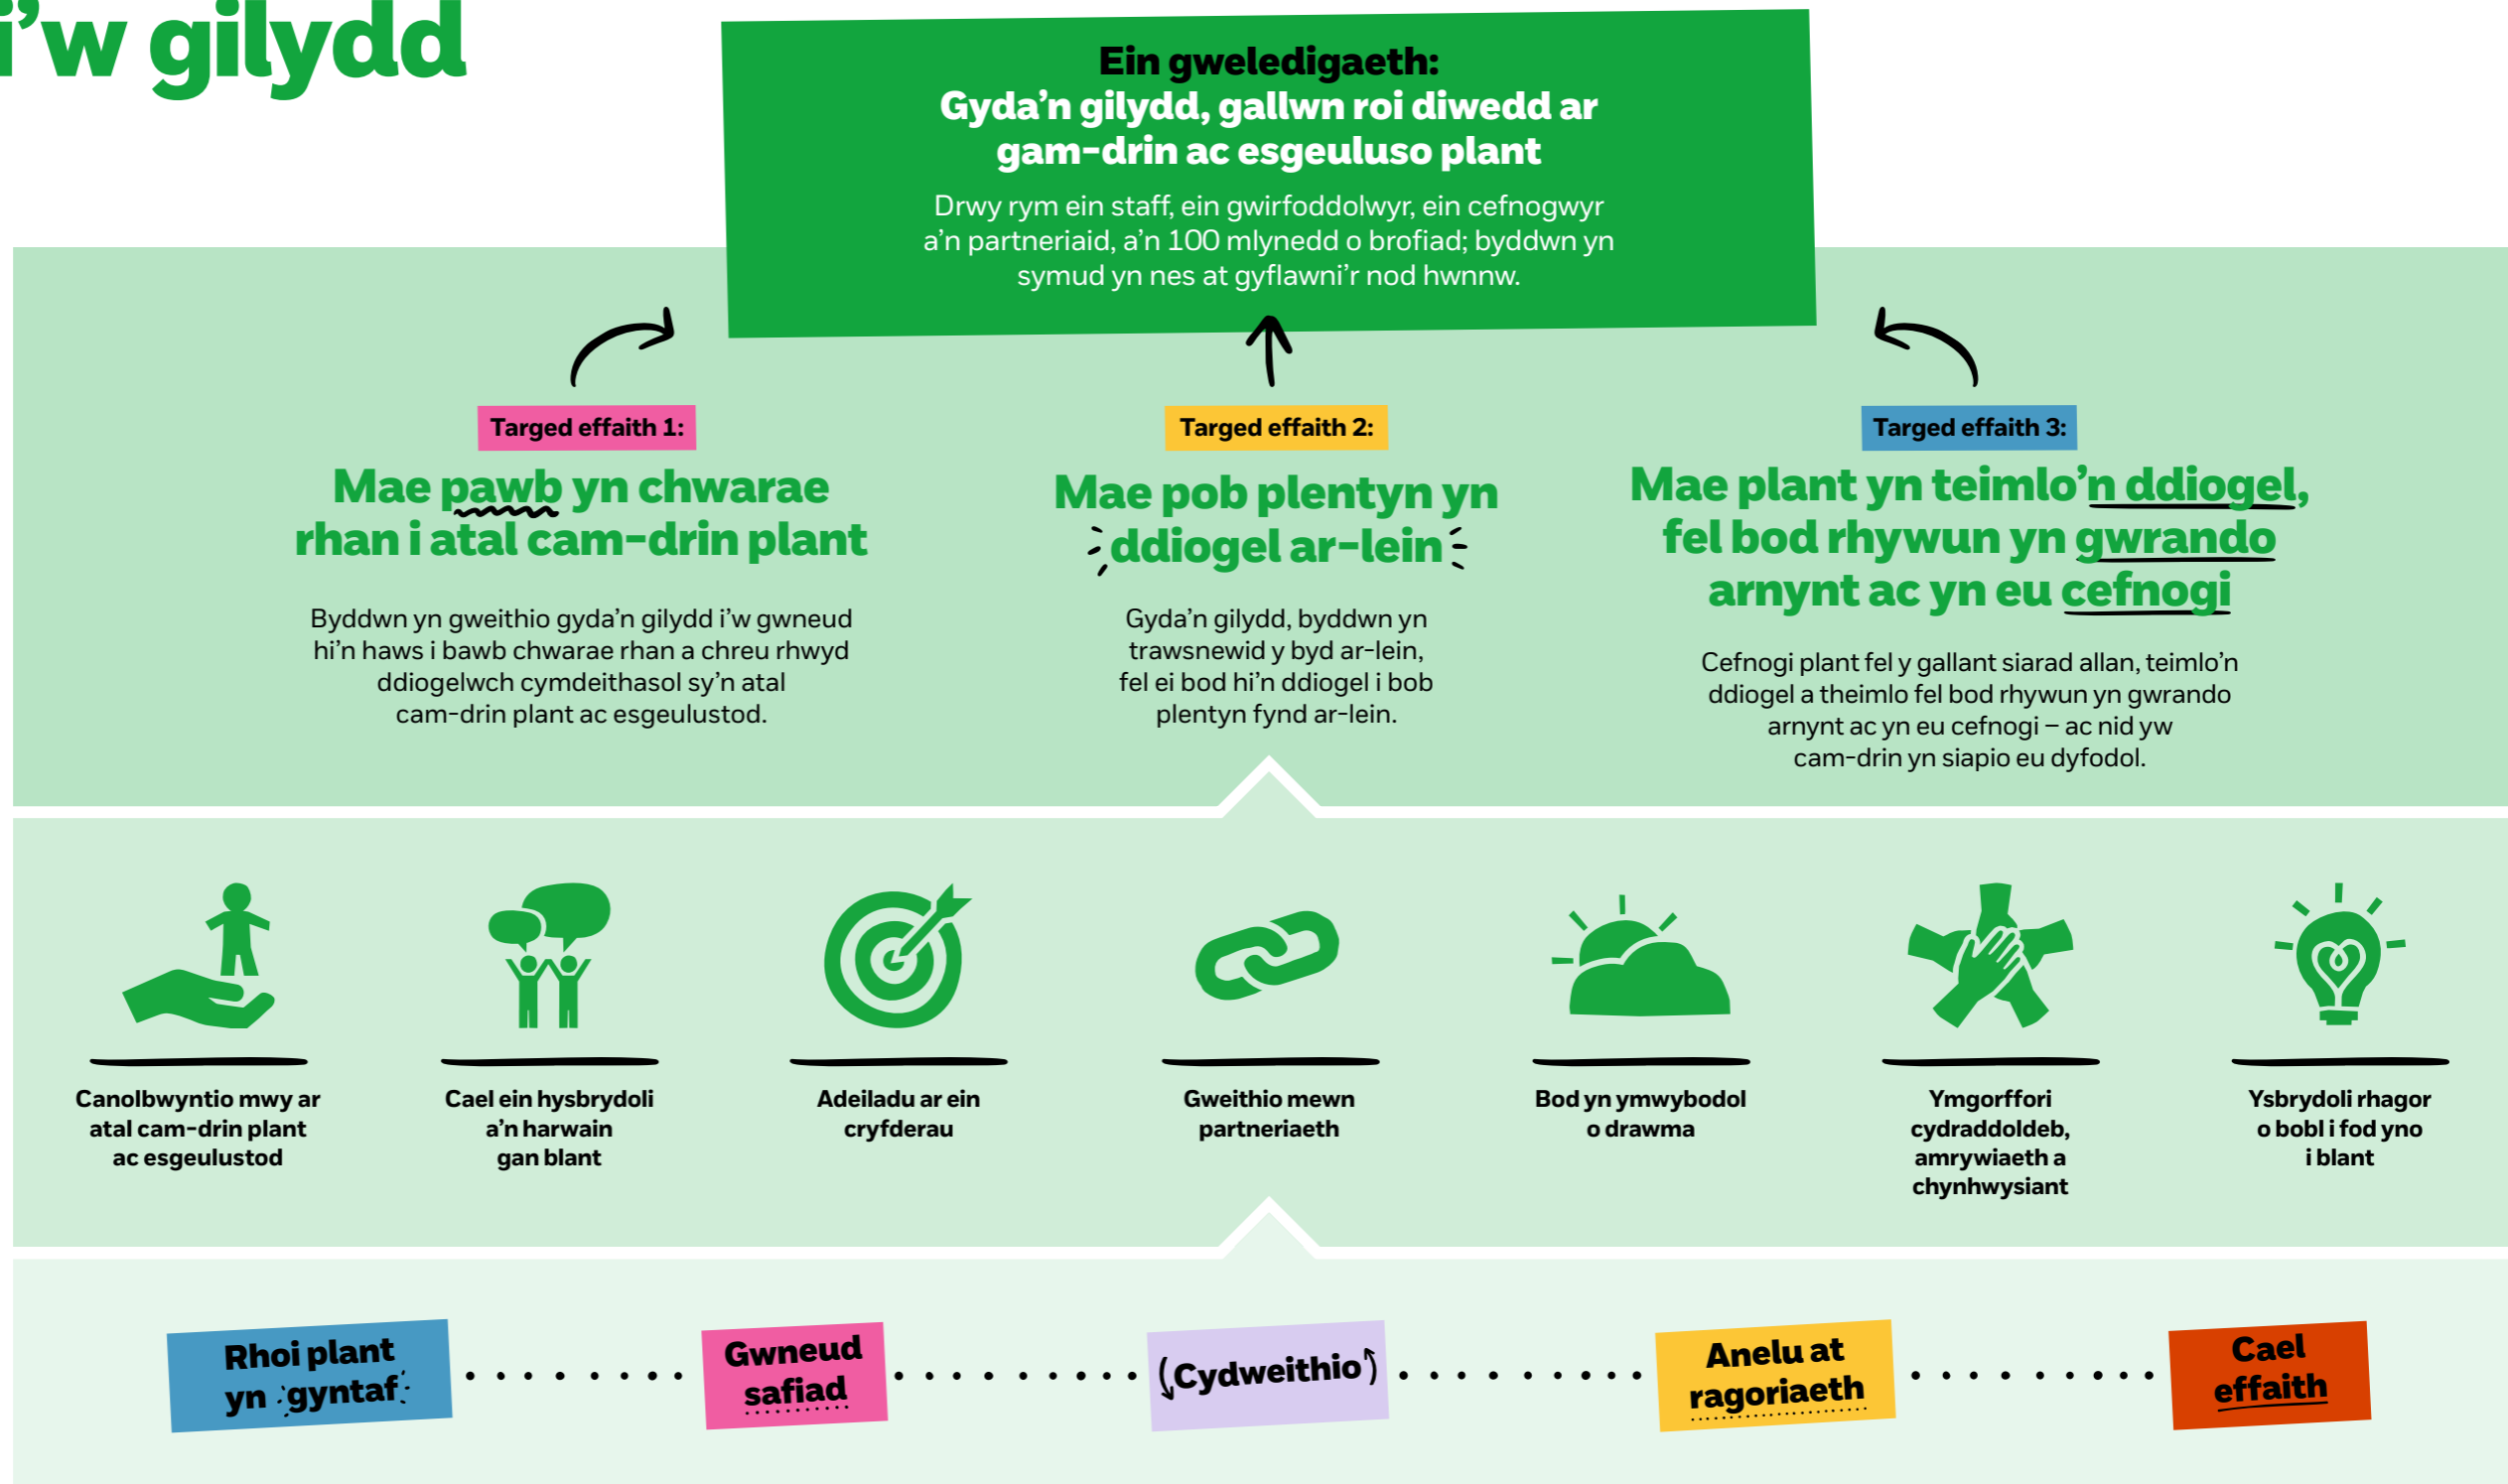 i’w gilydd
Ein gweledigaeth:
Gyda’n gilydd, gallwn roi diwedd ar
gam-drin ac esgeuluso plant
Drwy rym ein staff, ein gwirfoddolwyr, ein cefnogwyr
a’n partneriaid, a’n 100 mlynedd o brofiad; byddwn yn
symud yn nes at gyflawni’r nod hwnnw.
Targed effaith 1:
Mae pawb yn chwarae
rhan i atal cam-drin plant
Byddwn yn gweithio gyda’n gilydd i’w gwneud
hi’n haws i bawb chwarae rhan a chreu rhwyd
ddiogelwch cymdeithasol sy’n atal
cam-drin plant ac esgeulustod.
Targed effaith 2:
Mae pob plentyn yn
ddiogel ar-lein
Gyda’n gilydd, byddwn yn
trawsnewid y byd ar-lein,
fel ei bod hi’n ddiogel i bob
plentyn fynd ar-lein.
Targed effaith 3:
Mae plant yn teimlo’n ddiogel,
fel bod rhywun yn gwrando
arnynt ac yn eu cefnogi
Cefnogi plant fel y gallant siarad allan, teimlo’n
ddiogel a theimlo fel bod rhywun yn gwrando
arnynt ac yn eu cefnogi – ac nid yw
cam-drin yn siapio eu dyfodol.
Canolbwyntio mwy ar
atal cam-drin plant
ac esgeulustod
Cael ein hysbrydoli
a’n harwain
gan blant
Adeiladu ar ein
cryfderau
Gweithio mewn
partneriaeth
Bod yn ymwybodol
o drawma
Ymgorffori
cydraddoldeb,
amrywiaeth a
chynhwysiant
Ysbrydoli rhagor
o bobl i fod yno
i blant
Rhoi plant
yn gyntaf
Gwneud
safiad
Cydweithio
Anelu at
ragoriaeth
Cael
effaith